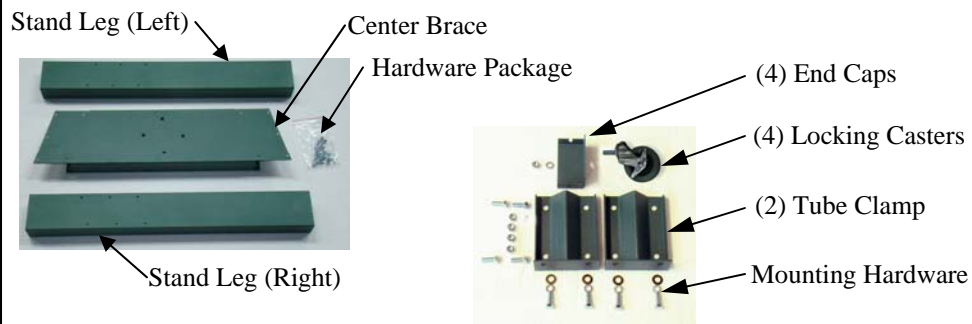 Stand Leg (Left)
Center Brace
Hardware Package
Stand Leg (Right)
(4) End Caps
(4) Locking Casters
(2) Tube Clamp
Mounting Hardware